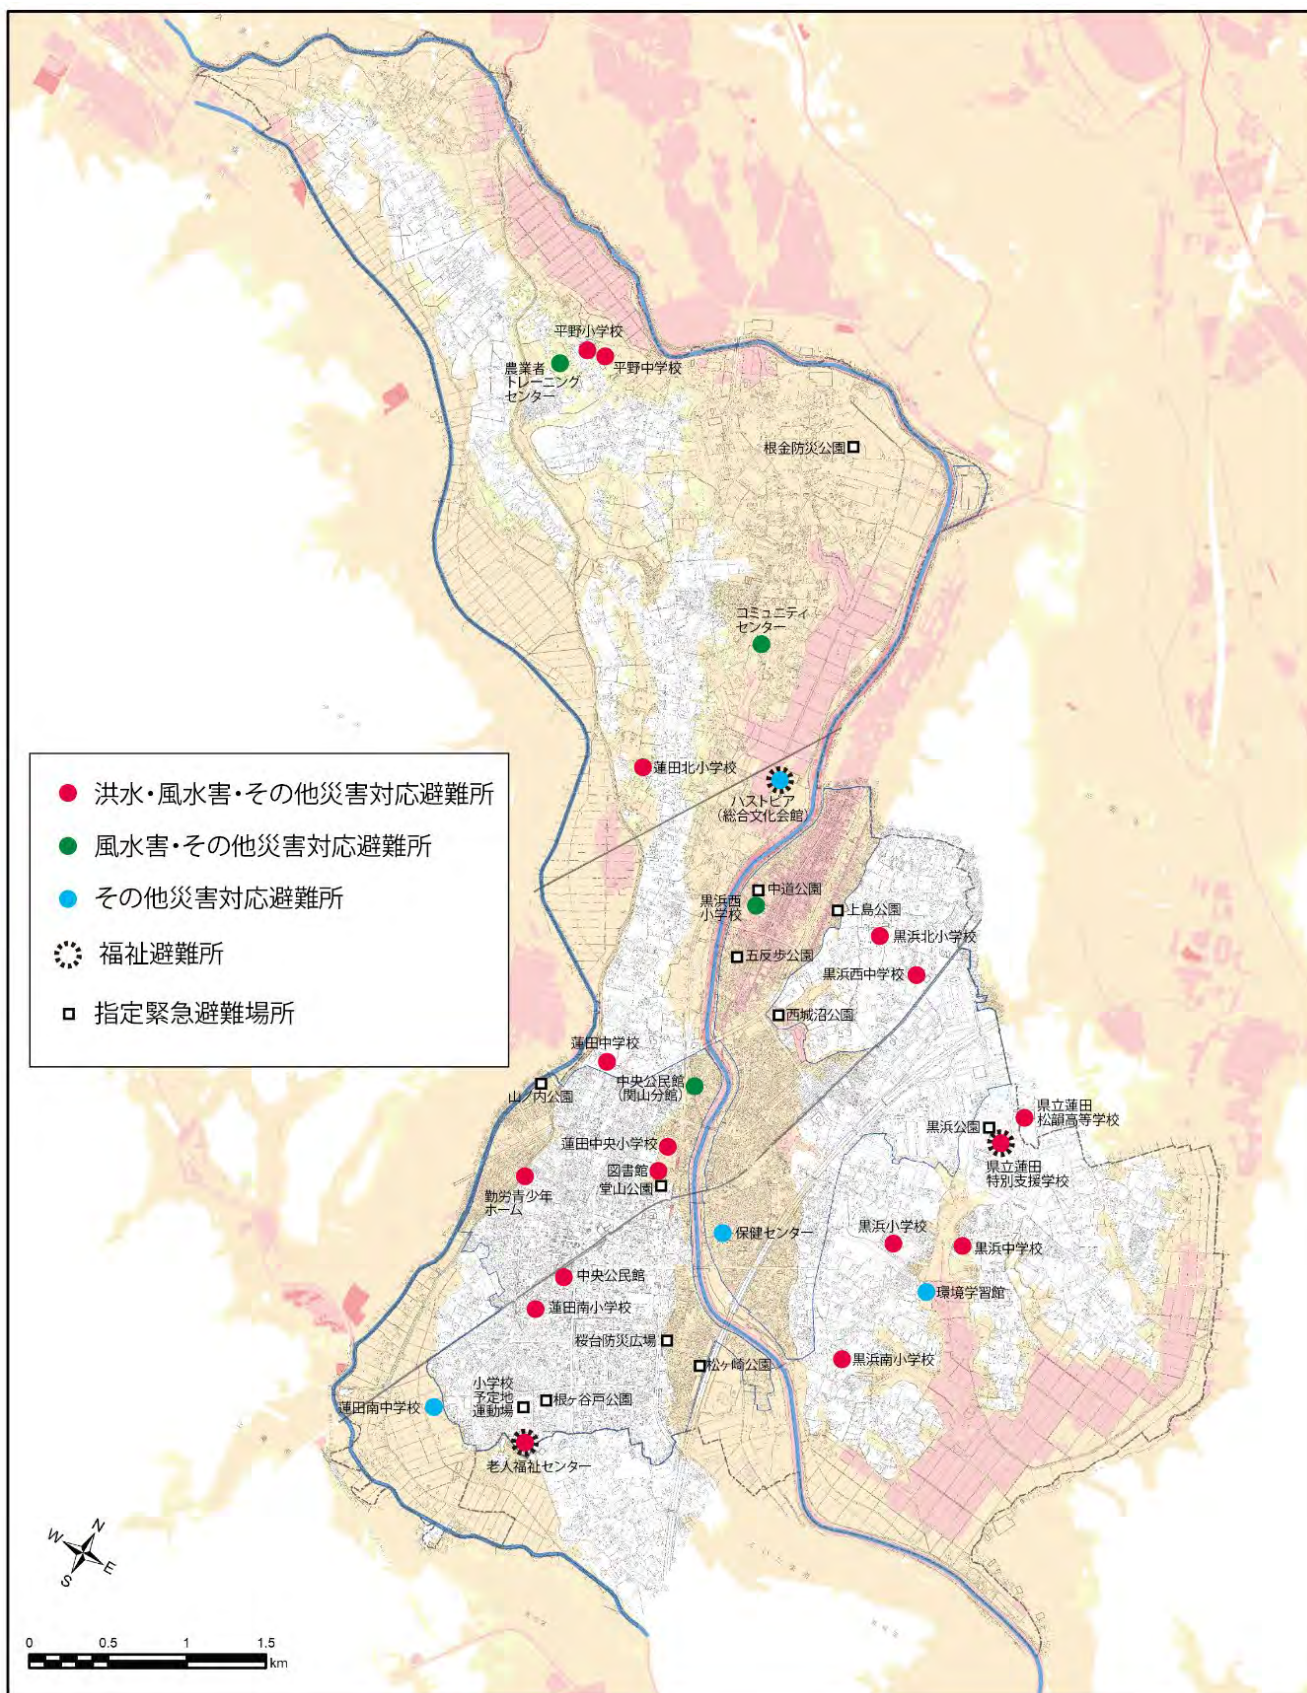 平野小学校
平野中学校
農業者
トレーニング
センター
根金防災公園
コミュニティ
センター
洪水・風水害・その他災害対応避難所
風水害・その他災害対応避難所
その他災害対応避難所
福祉避難所
指定緊急避難場所
蓮田北小学校
ハストピア
（総合文化会館）
中道公園
黒浜西
小学校
上島公園
黒浜北小学校
五反歩公園
黒浜西中学校
西城沼公園
蓮田中学校
山ノ内公園
中央公民館
（関山分館）
県立蓮田
松韻高等学校
黒浜公園
蓮田中央小学校
図書館
堂山公園
県立蓮田
特別支援学校
勤労青少年
ホーム
保健センター
黒浜小学校
黒浜中学校
中央公民館
環境学習館
蓮田南小学校
桜台防災広場
松ヶ崎公園
黒浜南小学校
小学校
予定地
運動場
根ヶ谷戸公園
蓮田南中学校
老人福祉センター
N
W
E
S
0 0.5 1 1.5
km